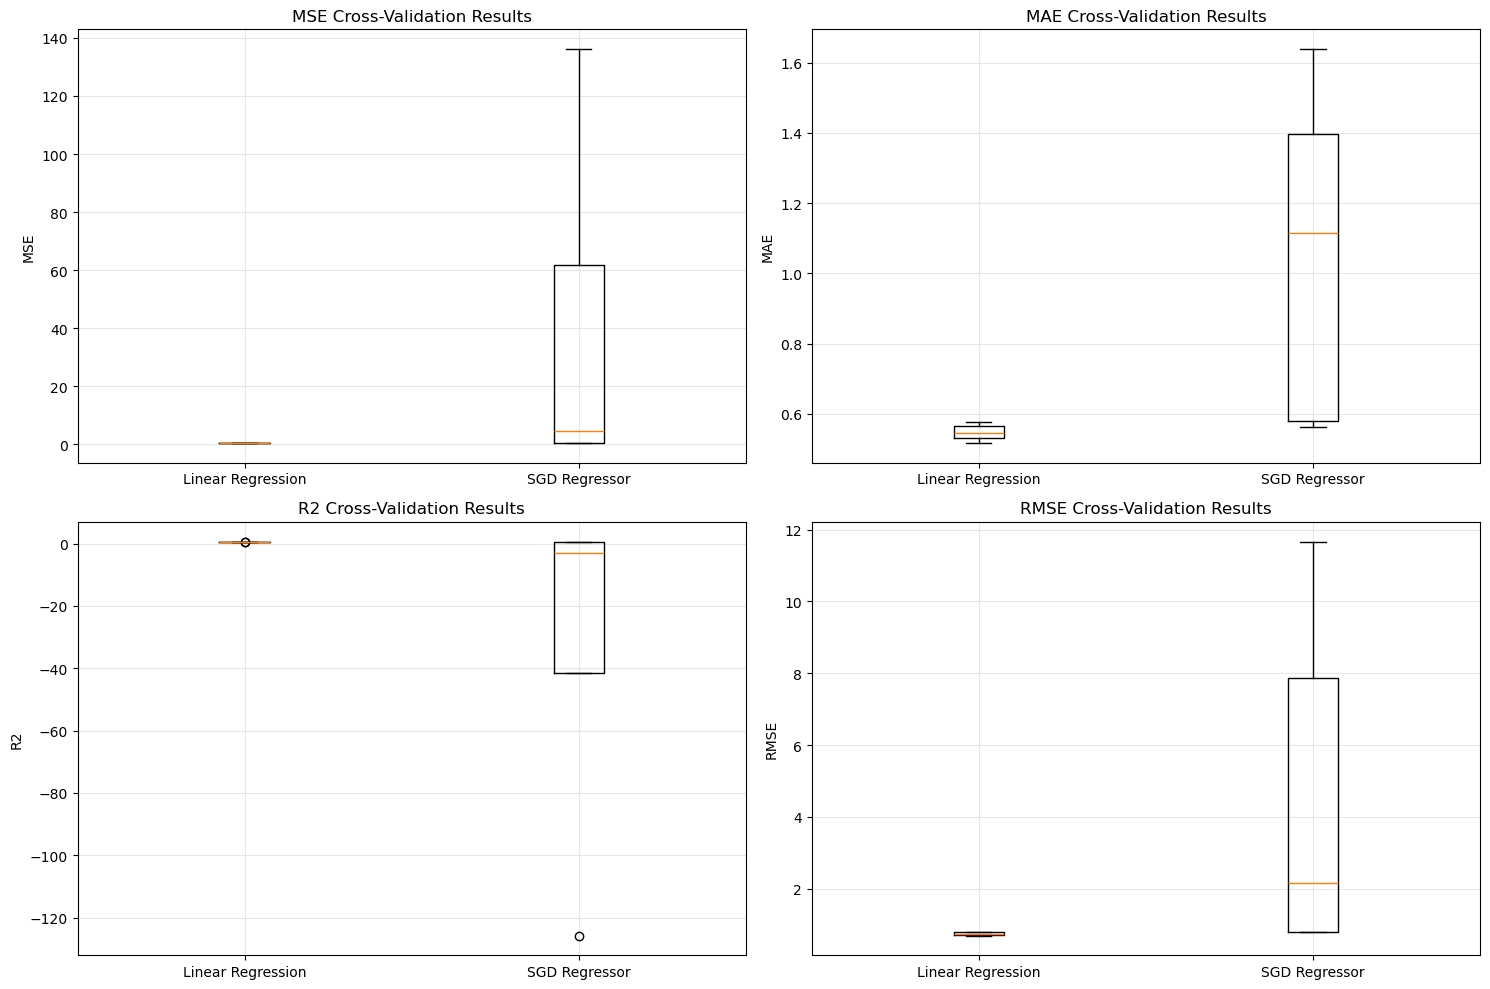 MSE Cross-Validation Results
MSE
140
120
100
80
60
40
20
0
Linear Regression
SGD Regressor
MAE Cross-Validation Results
MAE
1.6
1.4
1.2
1.0
0.8
0.6
Linear Regression
SGD Regressor
R2 Cross-Validation Results
R2
0
−20
−40
−60
−80
−100
−120
Linear Regression
SGD Regressor
RMSE Cross-Validation Results
RMSE
12
10
8
6
4
2
Linear Regression
SGD Regressor